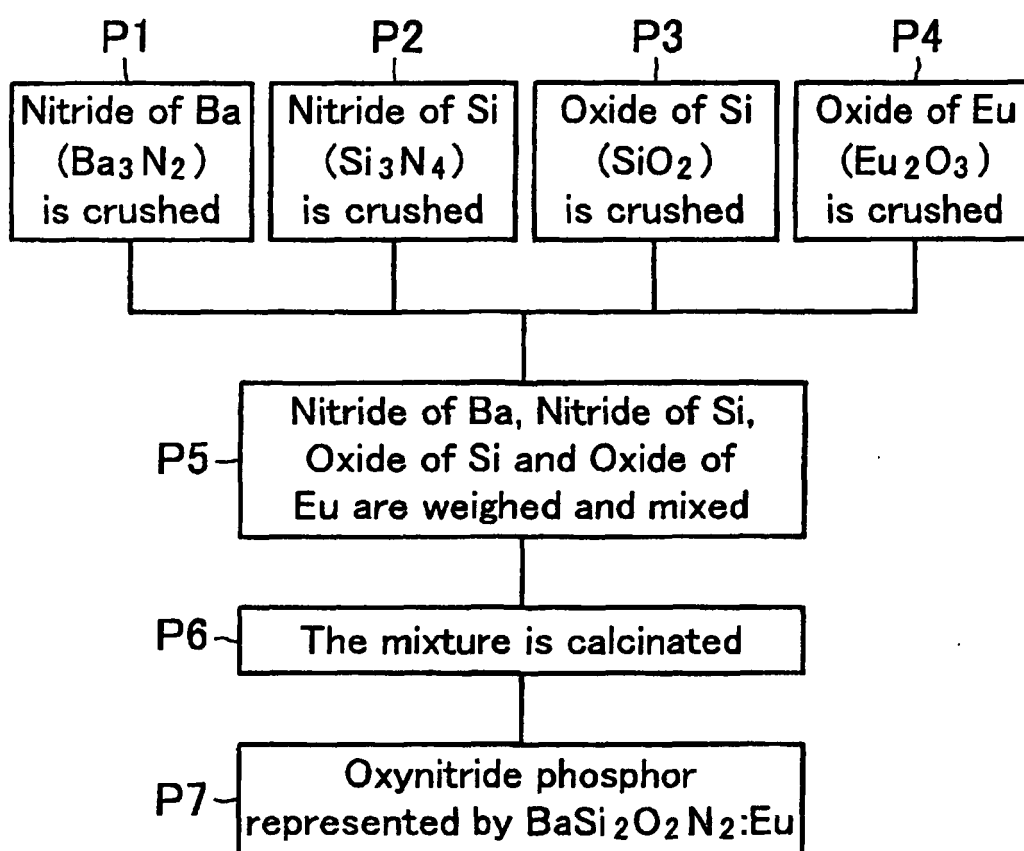 P1 P2 P3 P4
Nitride of Ba
(Ba₃N₂)
is crushed
Nitride of Si
(Si₃N₄)
is crushed
Oxide of Si
(SiO₂)
is crushed
Oxide of Eu
(Eu₂O₃)
is crushed
P5
Nitride of Ba, Nitride of Si,
Oxide of Si and Oxide of
Eu are weighed and mixed
P6
The mixture is calcinated
P7
Oxynitride phosphor
represented by BaSi₂O₂N₂:Eu